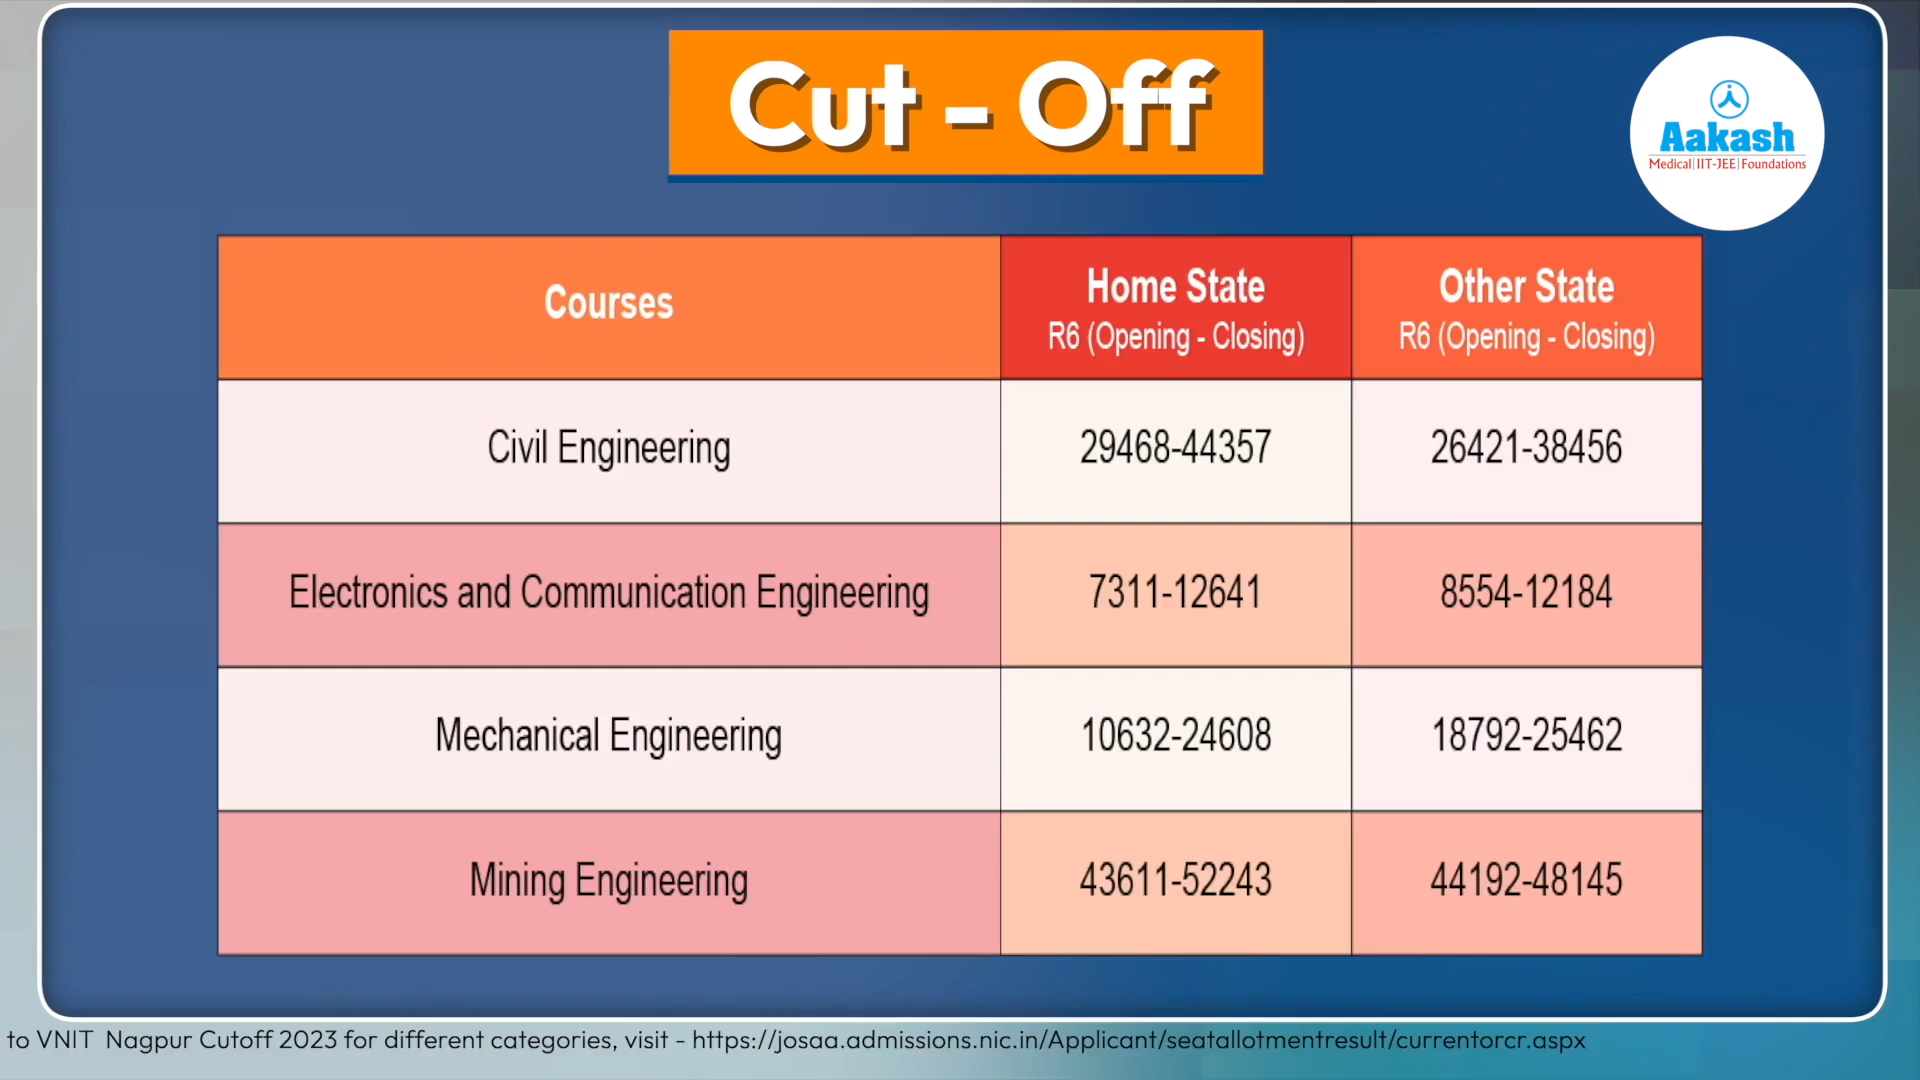 Cut - Off
Aakash
Medical|IIT-JEE|Foundations
Courses
Home State
R6 (Opening - Closing)
Other State
R6 (Opening - Closing)
Civil Engineering
29468-44357
26421-38456
Electronics and Communication Engineering
7311-12641
8554-12184
Mechanical Engineering
10632-24608
18792-25462
Mining Engineering
43611-52243
44192-48145
to VNIT Nagpur Cutoff 2023 for different categories, visit - https://josaa.admissions.nic.in/Applicant/seatallotmentresult/currentorcr.aspx